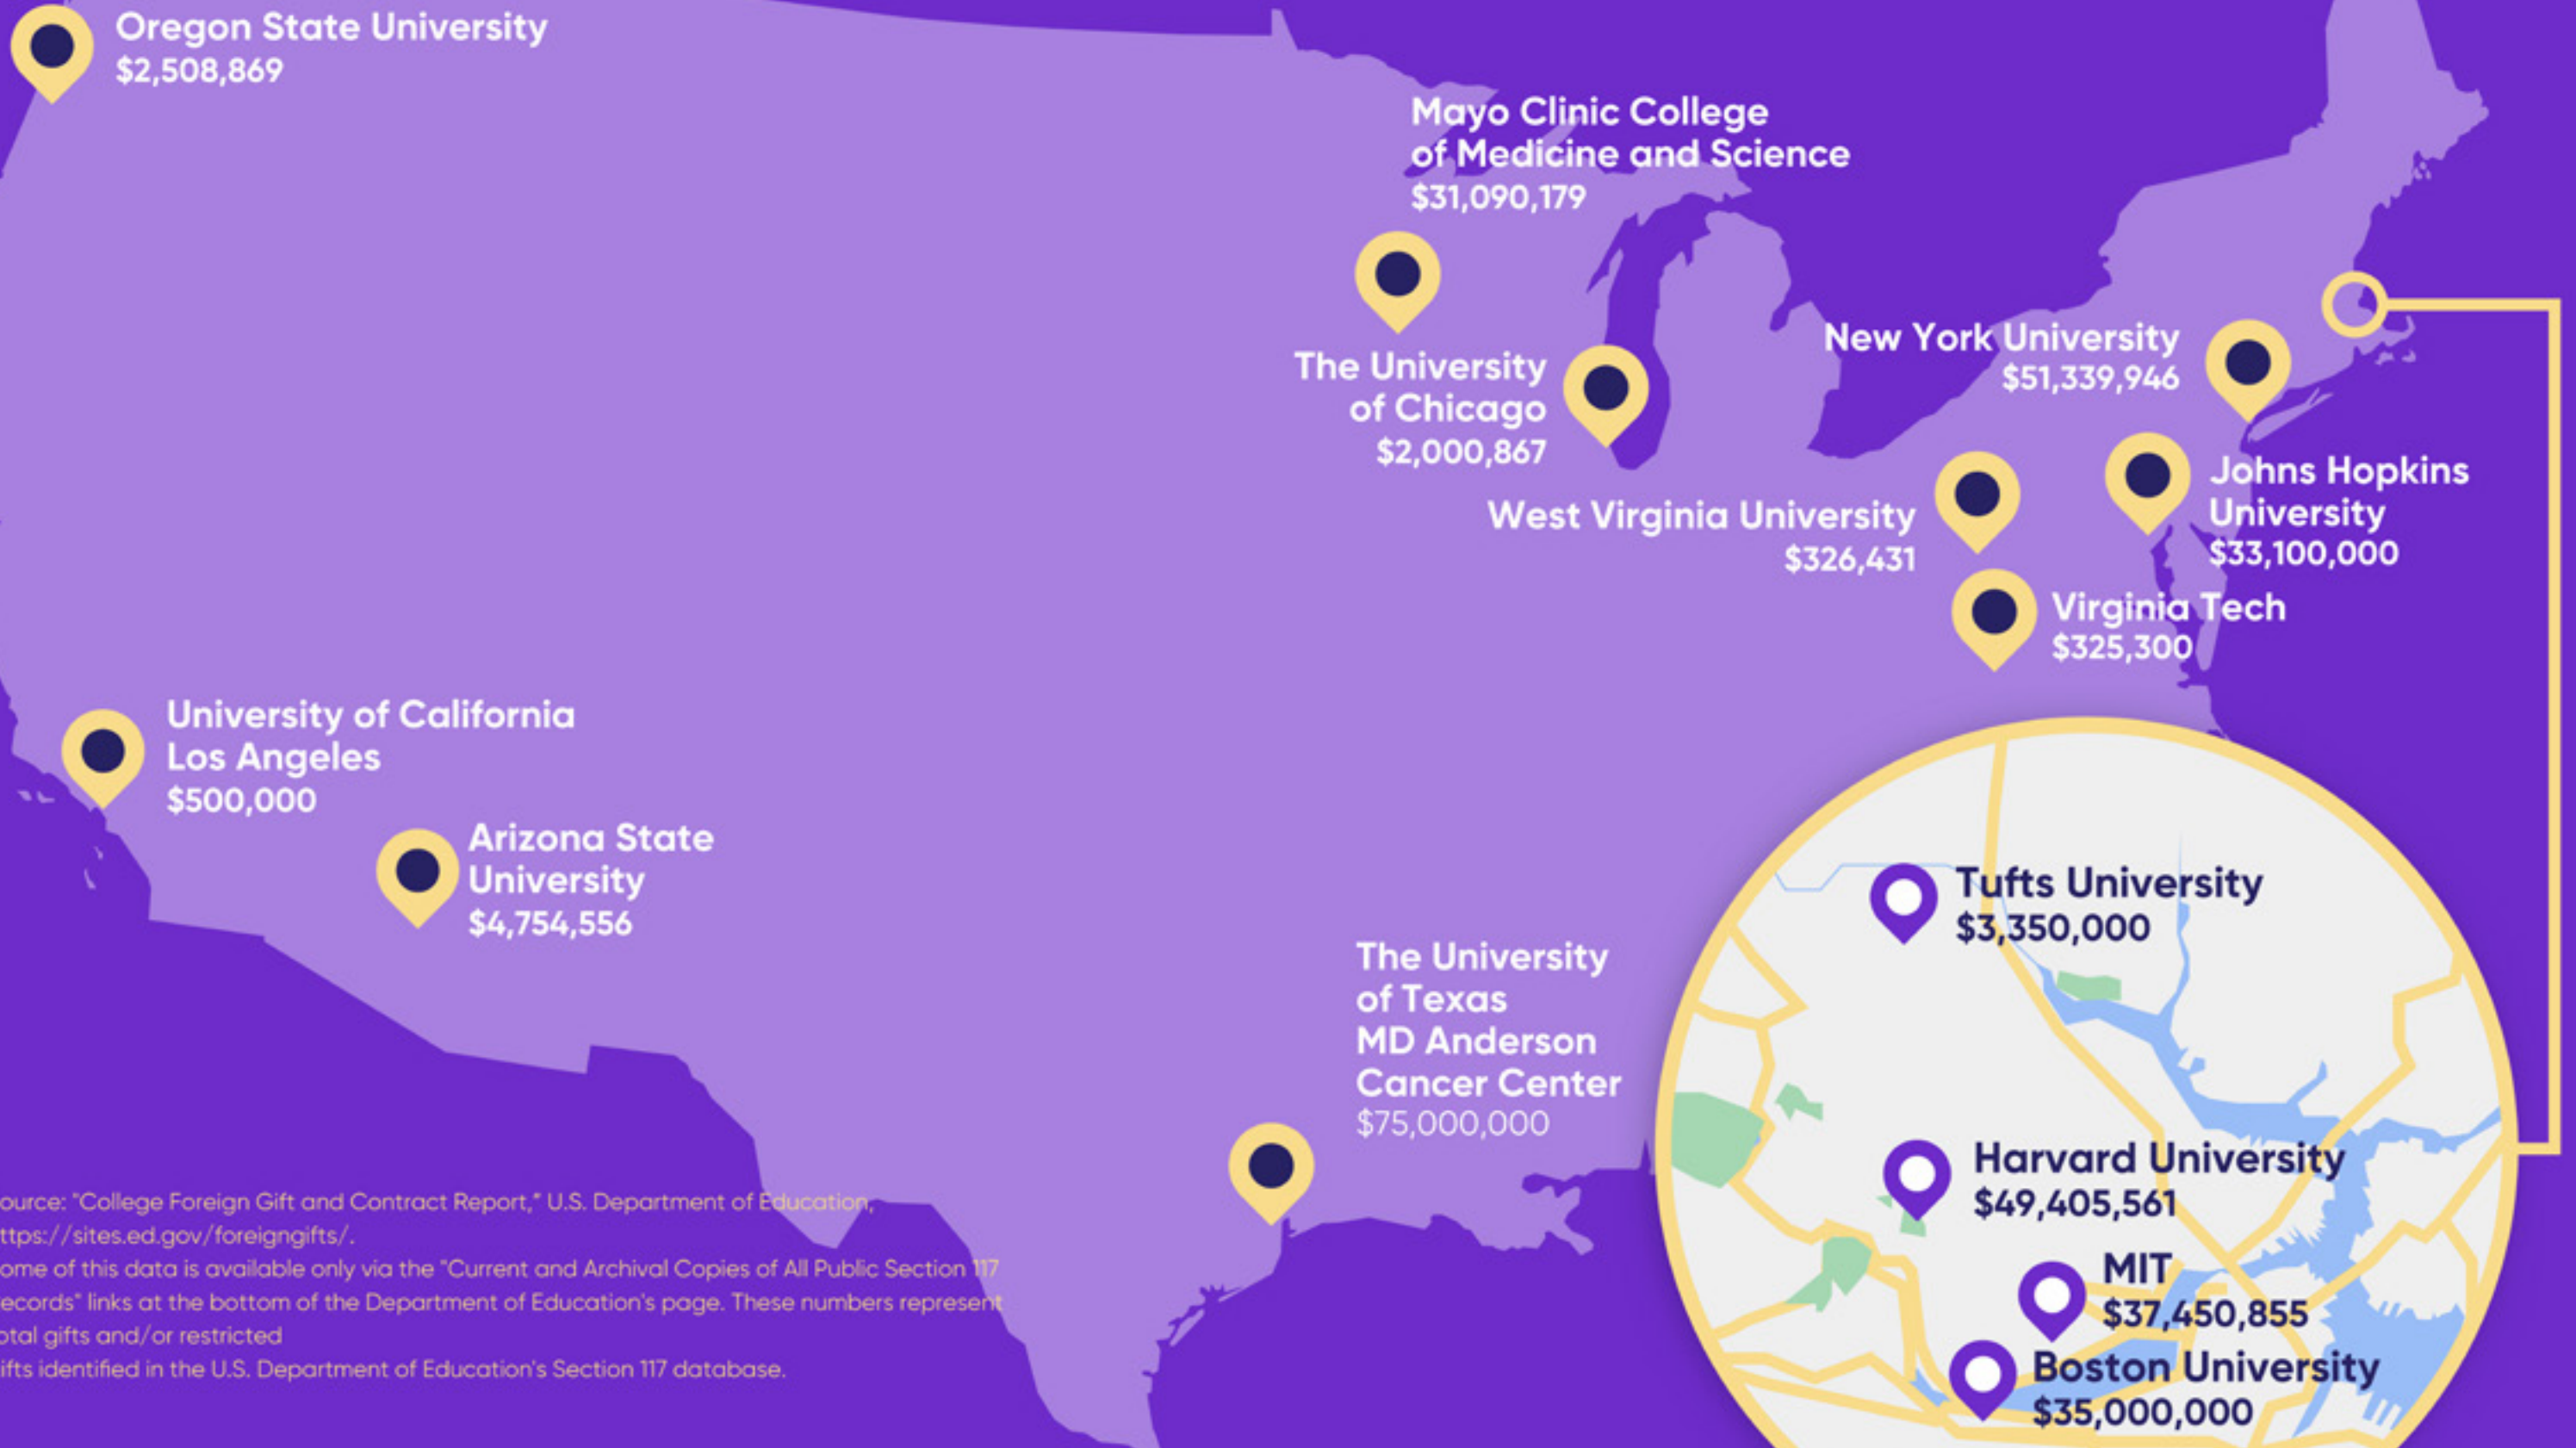 Oregon State University
$2,508,869
Mayo Clinic College
of Medicine and Science
$31,090,179
The University
of Chicago
$2,000,867
New York University
$51,339,946
West Virginia University
$326,431
Johns Hopkins
University
$33,100,000
Virginia Tech
$325,300
University of California
Los Angeles
$500,000
Arizona State
University
$4,754,556
The University
of Texas
MD Anderson
Cancer Center
$75,000,000
Tufts University
$3,350,000
Harvard University
$49,405,561
MIT
$37,450,855
Boston University
$35,000,000
ource: "College Foreign Gift and Contract Report," U.S. Department of Education,
ttps://sites.ed.gov/foreigngifts/.
ome of this data is available only via the "Current and Archival Copies of All Public Section 117
ecords" links at the bottom of the Department of Education's page. These numbers represent
otal gifts and/or restricted
ifts identified in the U.S. Department of Education's Section 117 database.